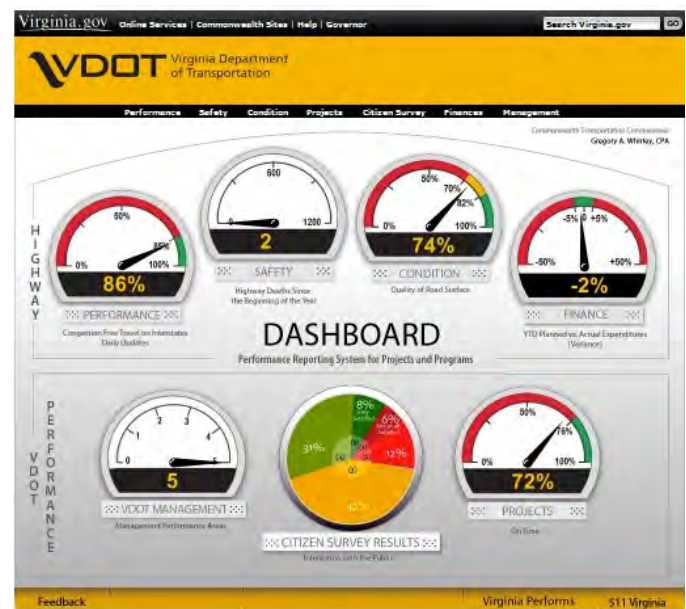 Virginia.gov Online Services | Commonwealth Sites | Help | Governor Search Virginia.gov GO
VDOT Virginia Department
of Transportation
Performance Safety Condition Projects Citizen Survey Finances Management
Commonwealth Transportation Commissioner
Gregory A. Whirley, CPA
HIGHWAY
0% 50% 85% 100%
86%
PERFORMANCE
Congestion Free Travel on Interstates
Daily Updates
0 600 1200
2
SAFETY
Highway Deaths Since
the Beginning of the Year
0% 50% 70% 82% 100%
74%
CONDITION
Quality of Road Surface
-50% -5% 0 +5% +50%
-2%
FINANCE
YTD Planned vs. Actual Expenditures
(Variance)
DASHBOARD
Performance Reporting System for Projects and Programs
VDOT
PERFORMANCE
0 1 2 3 4 5
5
VDOT MANAGEMENT
Management Performance Areas
8%
6%
31%
12%
CITIZEN SURVEY RESULTS
Interaction with the Public
0% 50% 76% 100%
72%
PROJECTS
On Time
Feedback Virginia Performs 511 Virginia